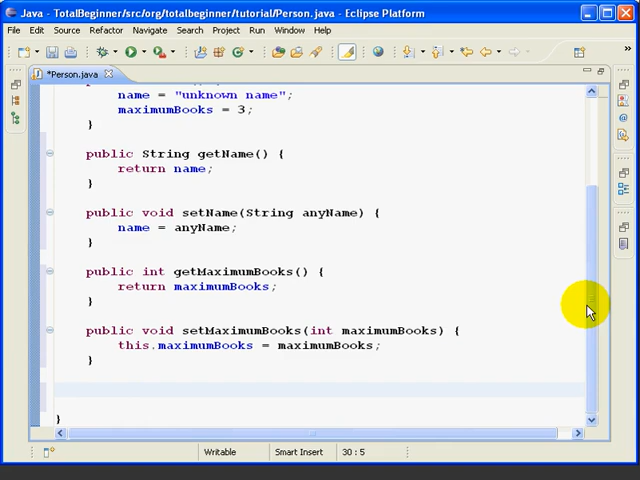 Java - TotalBeginner/src/org/totalbeginner/tutorial/Person.java - Eclipse Platform
File Edit Source Refactor Navigate Search Project Run Window Help
*Person.java
name = "unknown name";
maximumBooks = 3;
}
public String getName() {
return name;
}
public void setName(String anyName) {
name = anyName;
}
public int getMaximumBooks() {
return maximumBooks;
}
public void setMaximumBooks(int maximumBooks) {
this.maximumBooks = maximumBooks;
}
}
Writable Smart Insert 30 : 5